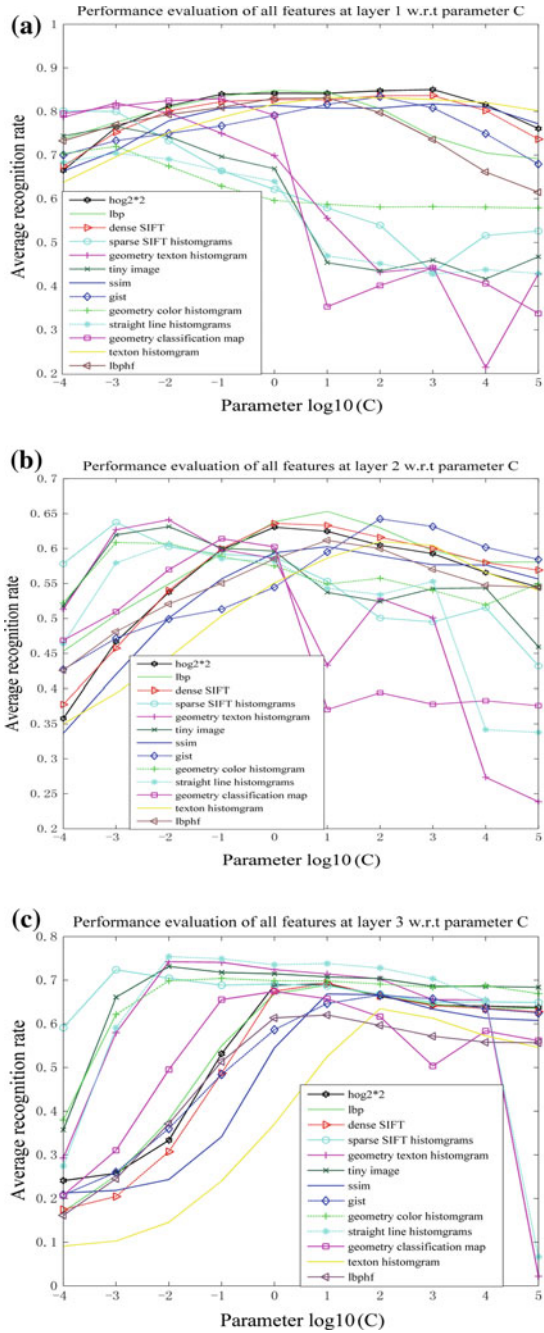 (a)
Performance evaluation of all features at layer 1 w.r.t parameter C
1
0.9
0.8
0.7
0.6
0.5
0.4
0.3
0.2
Average recognition rate
hog2*2
lbp
dense SIFT
sparse SIFT histomgrams
geometry texton histomgram
tiny image
ssim
gist
geometry color histomgram
straight line histomgrams
geometry classification map
texton histomgram
lbphf
-4 -3 -2 -1 0 1 2 3 4 5
Parameter log10 (C)
(b)
Performance evaluation of all features at layer 2 w.r.t parameter C
0.7
0.65
0.6
0.55
0.5
0.45
0.4
0.35
0.3
0.25
0.2
Average recognition rate
hog2*2
lbp
dense SIFT
sparse SIFT histomgrams
geometry texton histomgram
tiny image
ssim
gist
geometry color histomgram
straight line histomgrams
geometry classification map
texton histomgram
lbphf
-4 -3 -2 -1 0 1 2 3 4 5
Parameter log10 (C)
(c)
Performance evaluation of all features at layer 3 w.r.t parameter C
0.8
0.7
0.6
0.5
0.4
0.3
0.2
0.1
0
Average recognition rate
hog2*2
lbp
dense SIFT
sparse SIFT histomgrams
geometry texton histomgram
tiny image
ssim
gist
geometry color histomgram
straight line histomgrams
geometry classification map
texton histomgram
lbphf
-4 -3 -2 -1 0 1 2 3 4 5
Parameter log10 (C)